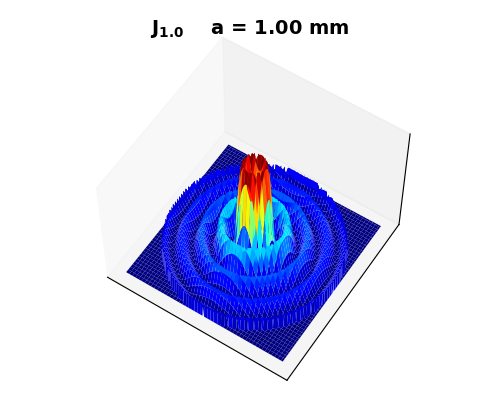 J₁.₀ a = 1.00 mm